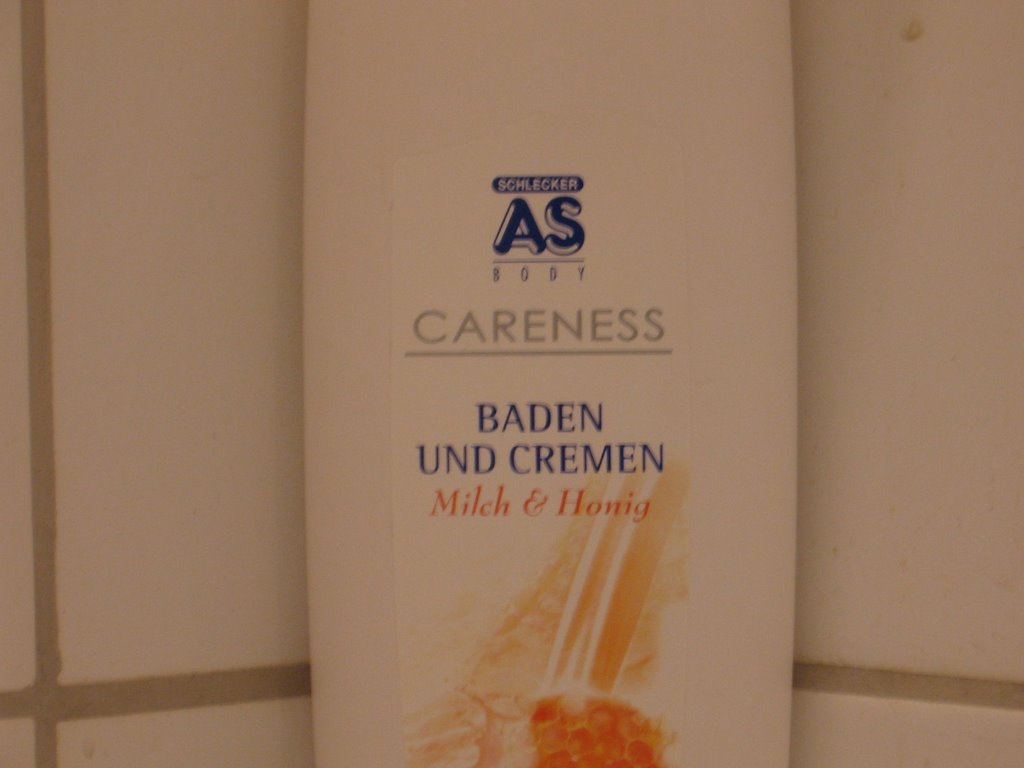 SCHLECKER
AS
BODY
CARENESS
BADEN
UND CREMEN
Milch & Honig